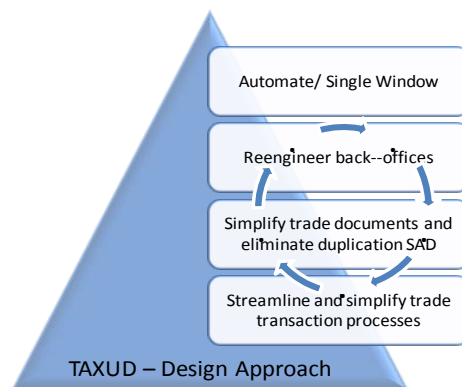 Automate/ Single Window
Reengineer back--offices
Simplify trade documents and
eliminate duplication SAD
Streamline and simplify trade
transaction processes
TAXUD – Design Approach